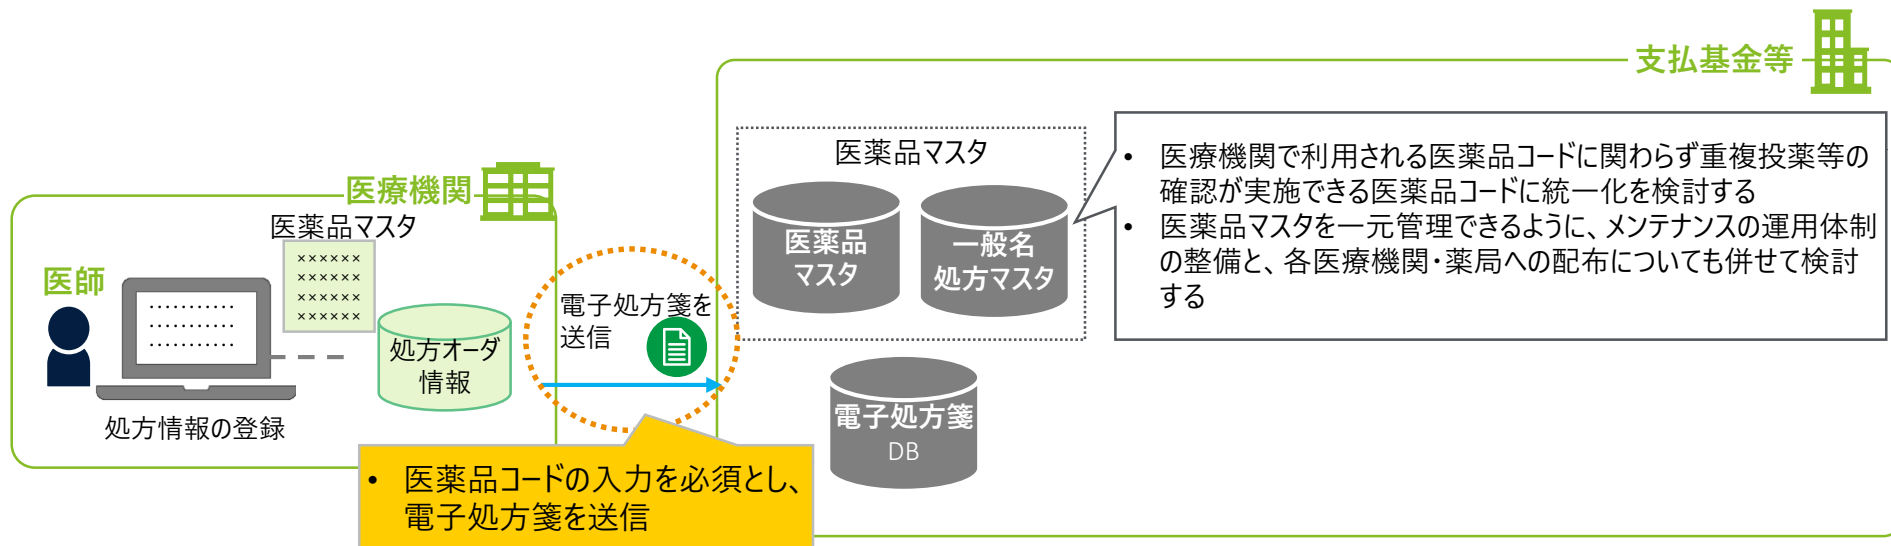 支払基金等
医療機関
医薬品マスタ
××××××
××××××
××××××
××××××
医師
処方オーダ
情報
処方情報の登録
電子処方箋を
送信
• 医薬品コードの入力を必須とし、
電子処方箋を送信
医薬品マスタ
医薬品
マスタ
一般名
処方マスタ
電子処方箋
DB
• 医療機関で利用される医薬品コードに関わらず重複投薬等の
確認が実施できる医薬品コードに統一化を検討する
• 医薬品マスタを一元管理できるように、メンテナンスの運用体制
の整備と、各医療機関・薬局への配布についても併せて検討
する